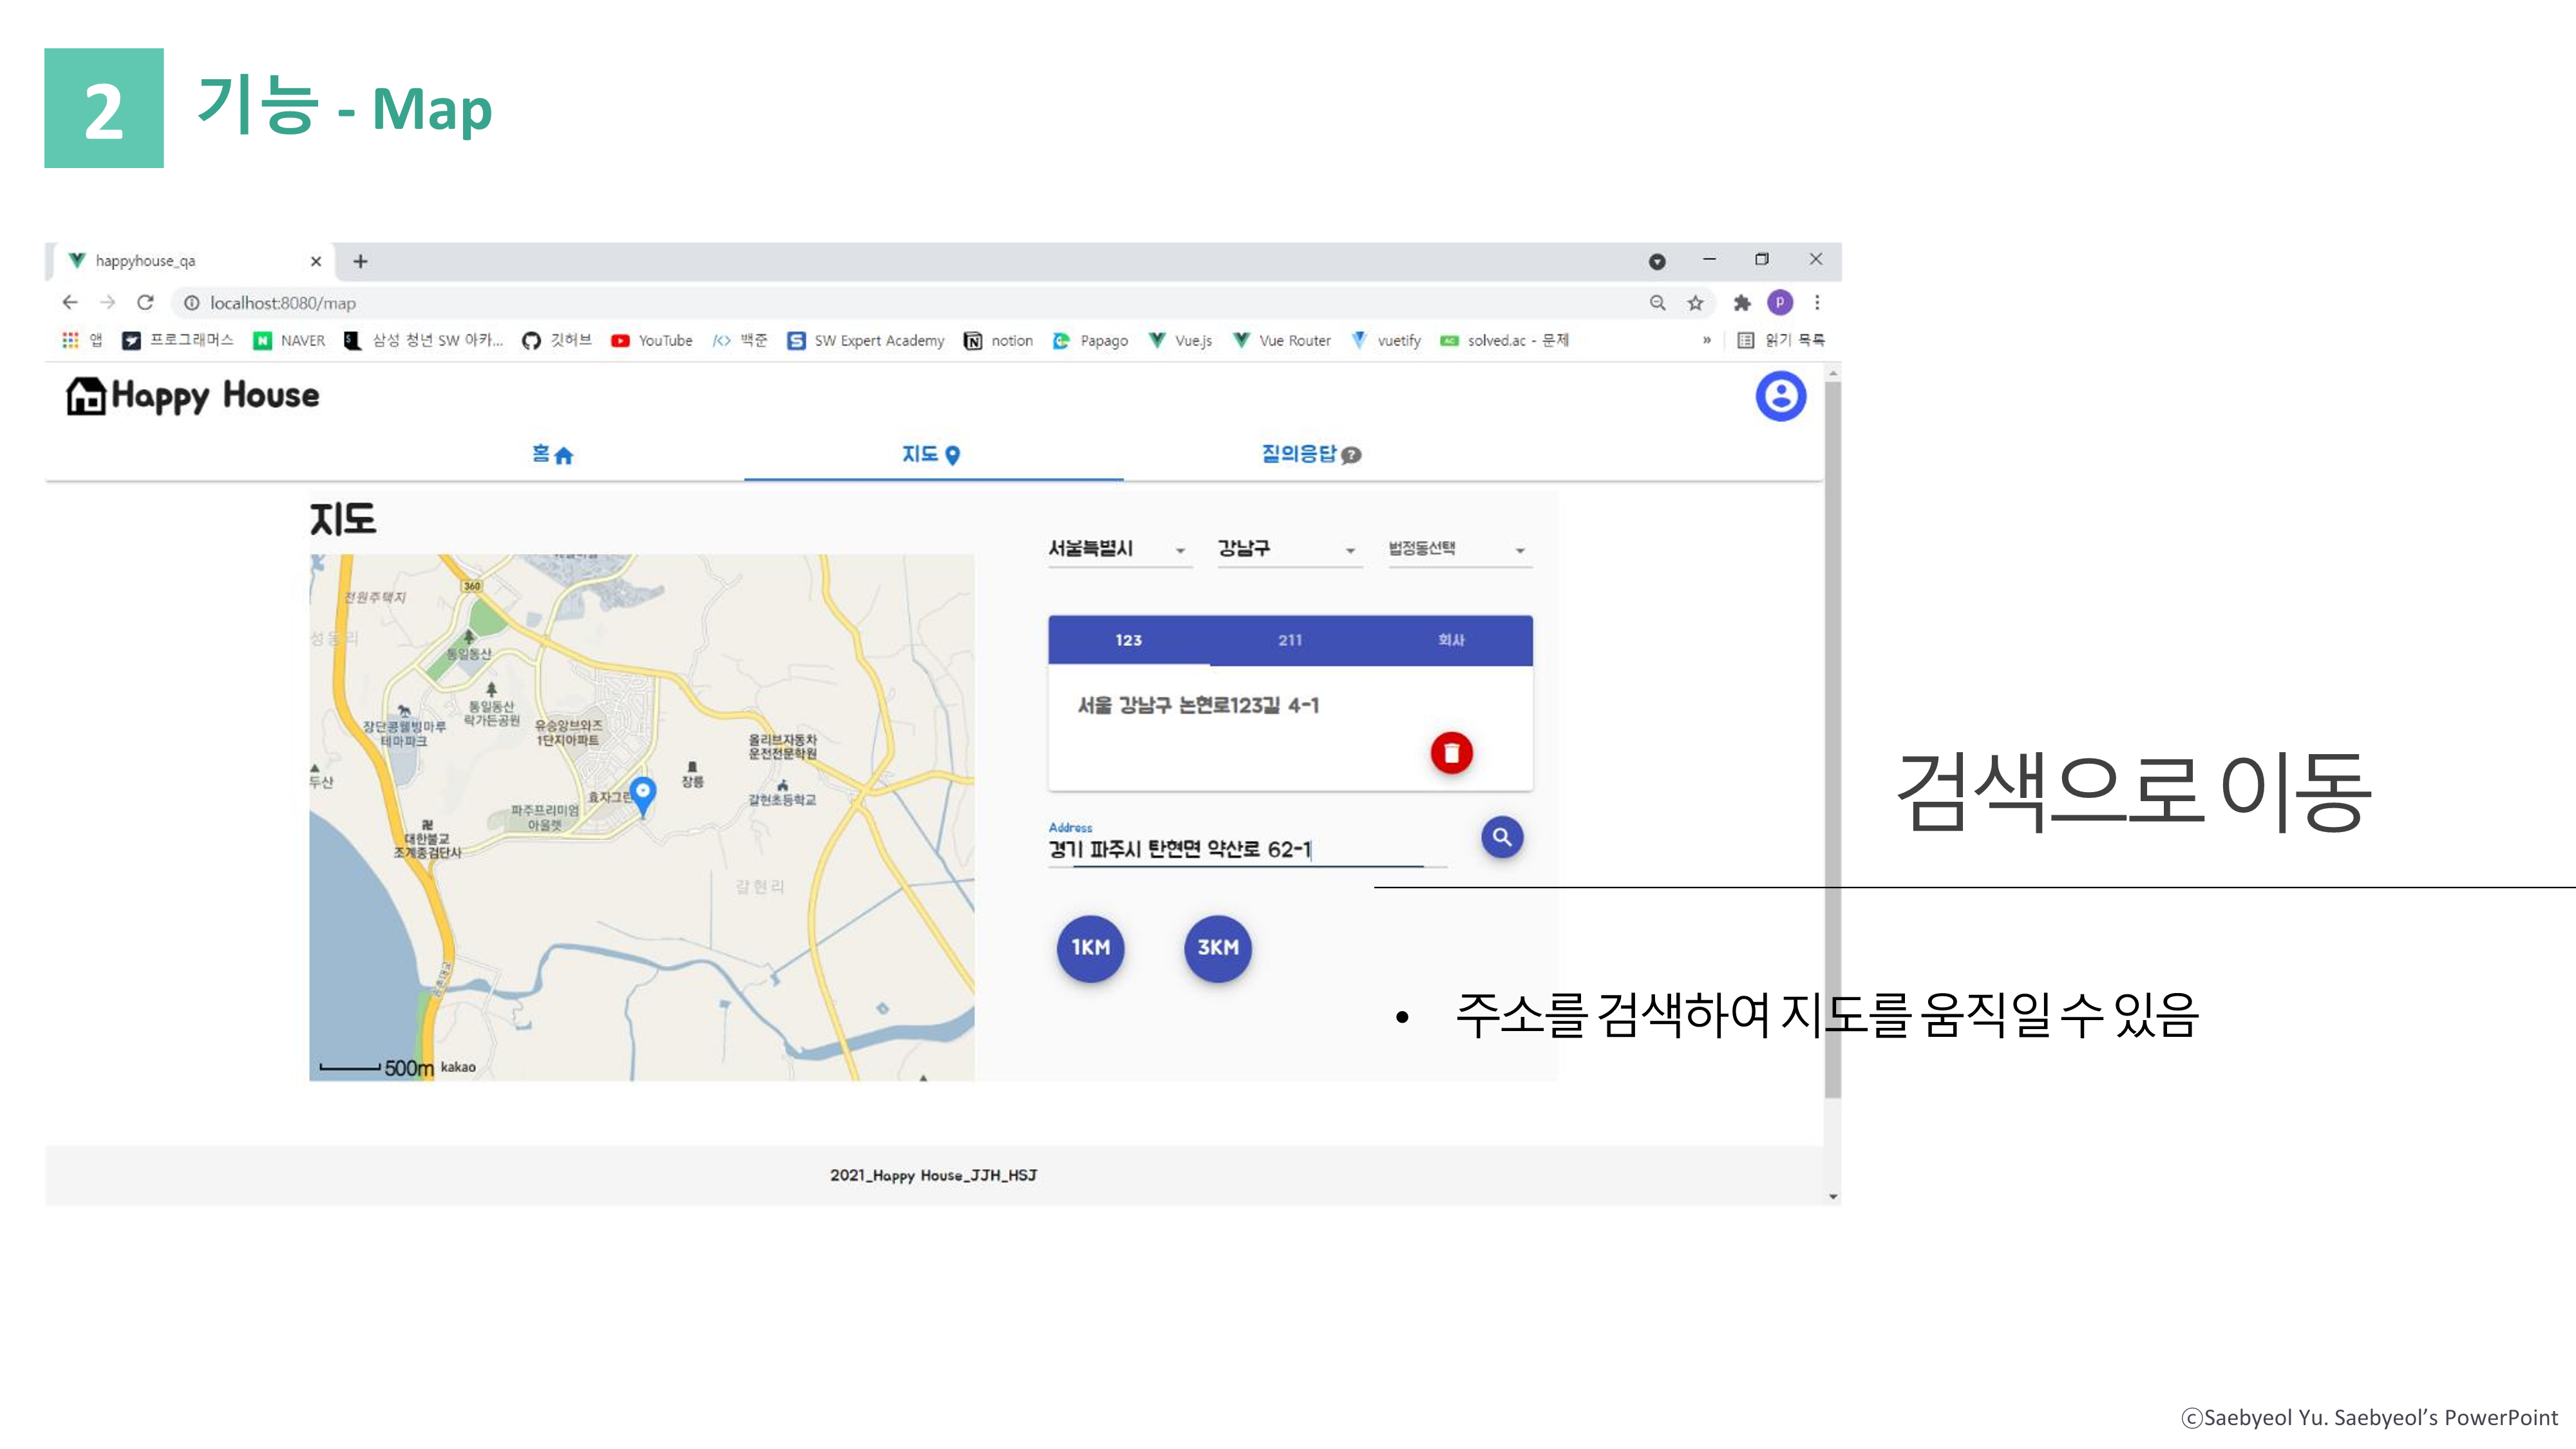 2
기능 - Map
happyhouse_qa
localhost:8080/map
앱 프로그래머스 NAVER 삼성 청년 SW 아카... 깃허브 YouTube 백준 SW Expert Academy notion Papago Vue.js Vue Router vuetify solved.ac - 문제 » 읽기 목록
Happy House
홈 지도 질의응답
지도
서울특별시 강남구 법정동선택
360
전원주택지
성동리
통일동산
통일동산
락가든공원
장단콩웰빙마루
테마파크
유승앙브와즈
1단지아파트
올리브자동차
운전전문학원
두산
장릉
갈현초등학교
효자그린
파주프리미엄
아울렛
대한불교
조계종검단사
갈현리
500m kakao
123 211 회사
서울 강남구 논현로123길 4-1
Address
경기 파주시 탄현면 약산로 62-1
1KM 3KM
검색으로 이동
• 주소를 검색하여 지도를 움직일 수 있음
2021_Happy House_JJH_HSJ
ⓒSaebyeol Yu. Saebyeol’s PowerPoint